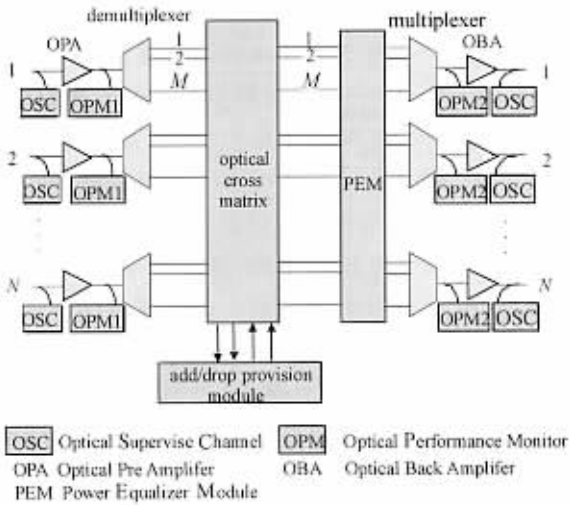 demultiplexer multiplexer
OPA OBA
1 1 2 M 1 2 M 1
OSC OPM1 OPM2 OSC
2 optical cross matrix PEM 2
OSC OPM1 OPM2 OSC
N N
OSC OPM1 OPM2 OSC
add/drop provision
module
OSC Optical Supervise Channel OPM Optical Performance Monitor
OPA Optical Pre Amplifer OBA Optical Back Amplifer
PEM Power Equalizer Module